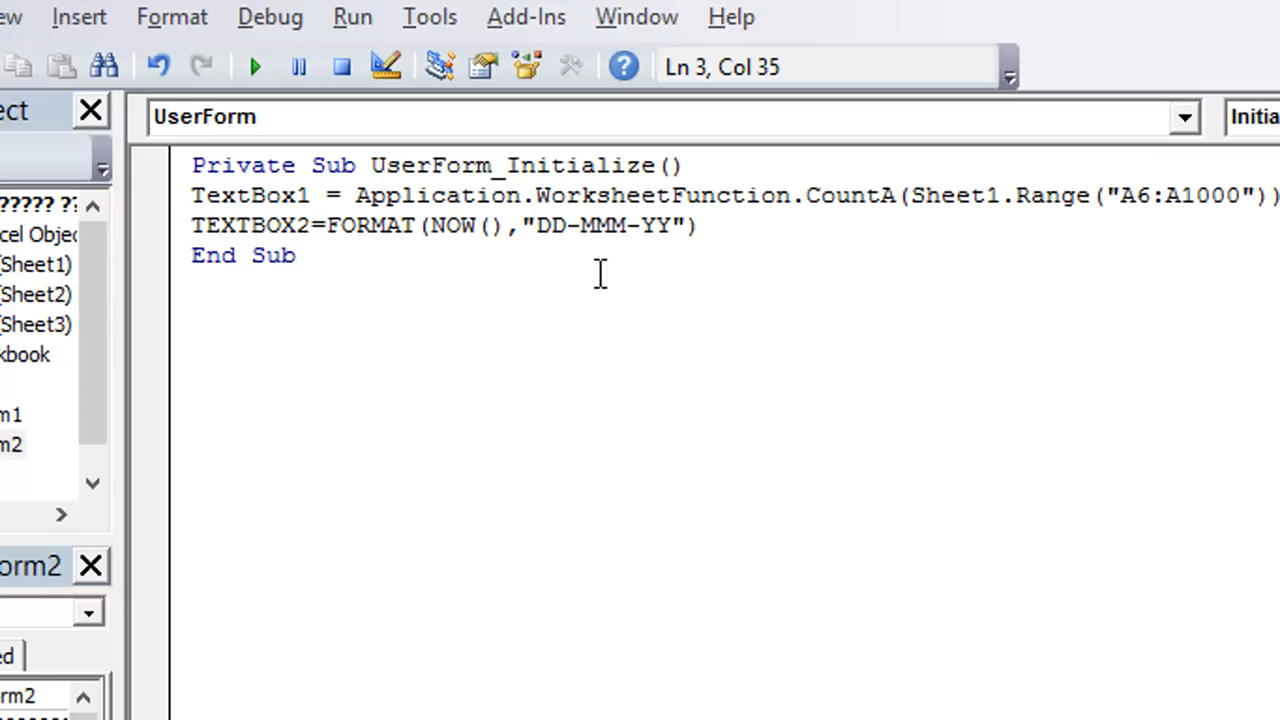 ew Insert Format Debug Run Tools Add-Ins Window Help
Ln 3, Col 35
ect
UserForm
Initia
????? ??
cel Objec
(Sheet1)
(Sheet2)
(Sheet3)
kbook
m1
m2
Private Sub UserForm_Initialize()
TextBox1 = Application.WorksheetFunction.CountA(Sheet1.Range("A6:A1000"))
TEXTBOX2=FORMAT(NOW(),"DD-MMM-YY")
End Sub
orm2
ed
rm2